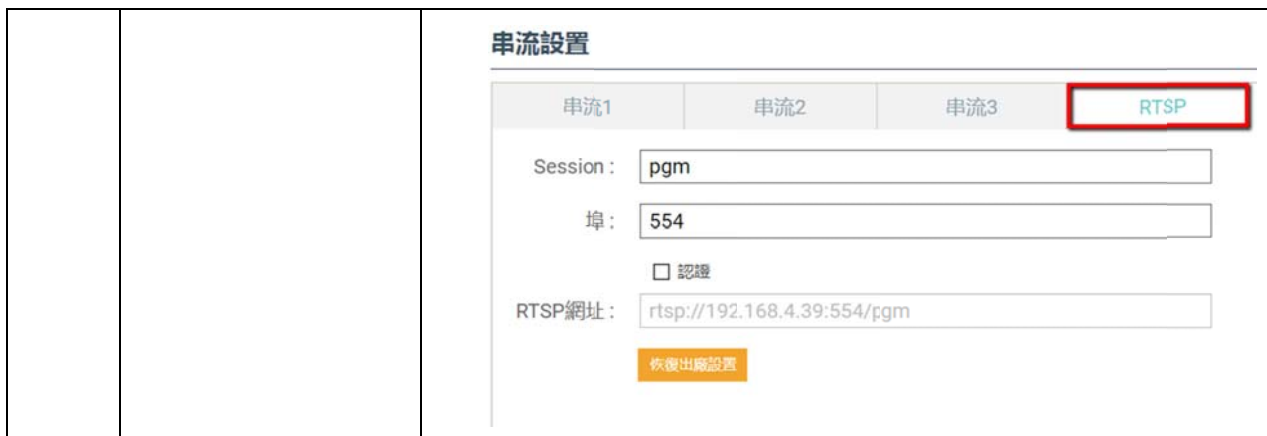 串流設置
串流1 串流2 串流3 RTSP
Session : pgm
埠 : 554
認證
RTSP網址 : rtsp://192.168.4.39:554/pgm
恢復出廠設置